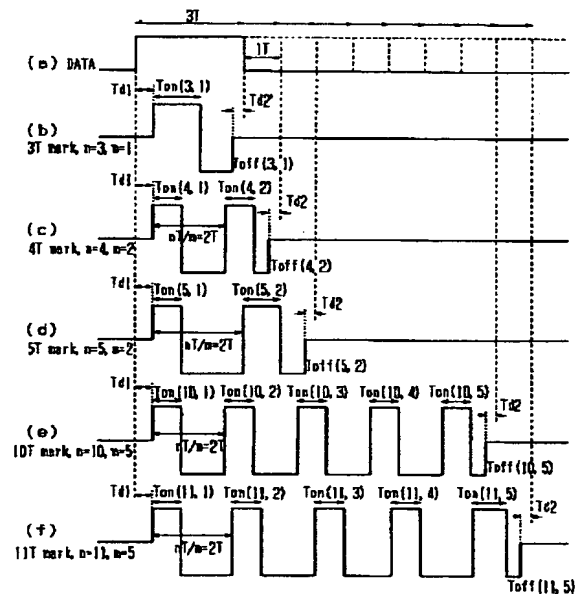 3T
(a) DATA
1T
Td1
Ton(3, 1)
Td2'
(b)
3T mark, n=3, m=1
Toff(3, 1)
Td1
Ton(4, 1)
Ton(4, 2)
Td2
(c)
nT/m=2T
4T mark, n=4, m=2
Toff(4, 2)
Td1
Ton(5, 1)
Ton(5, 2)
Td2
(d)
nT/m=2T
5T mark, n=5, m=2
Toff(5, 2)
Td1
Ton(10, 1)
Ton(10, 2)
Ton(10, 3)
Ton(10, 4)
Ton(10, 5)
Td2
(e)
nT/m=2T
10T mark, n=10, m=5
Toff(10, 5)
Td1
Ton(11, 1)
Ton(11, 2)
Ton(11, 3)
Ton(11, 4)
Ton(11, 5)
Td2
(f)
nT/m=2T
11T mark, n=11, m=5
Toff(11, 5)